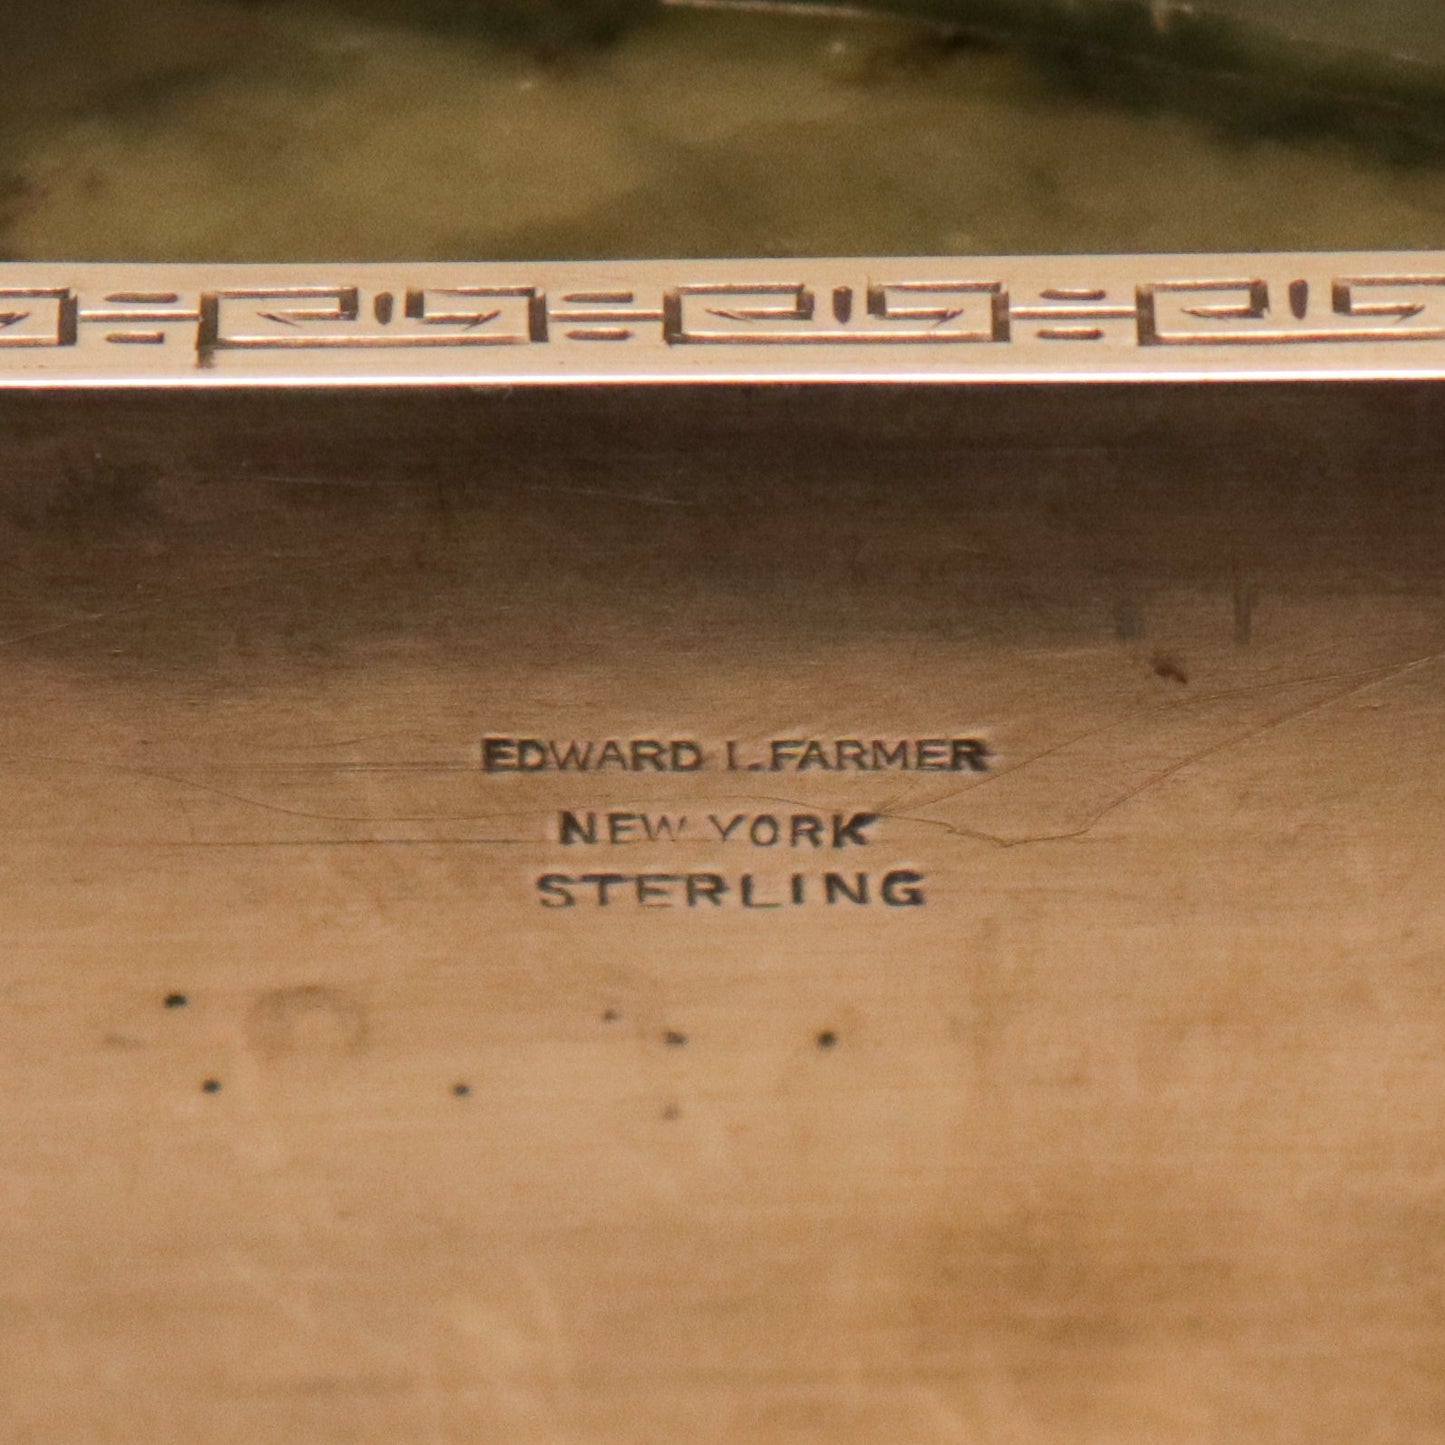 EDWARD I. FARMER
NEW YORK
STERLING